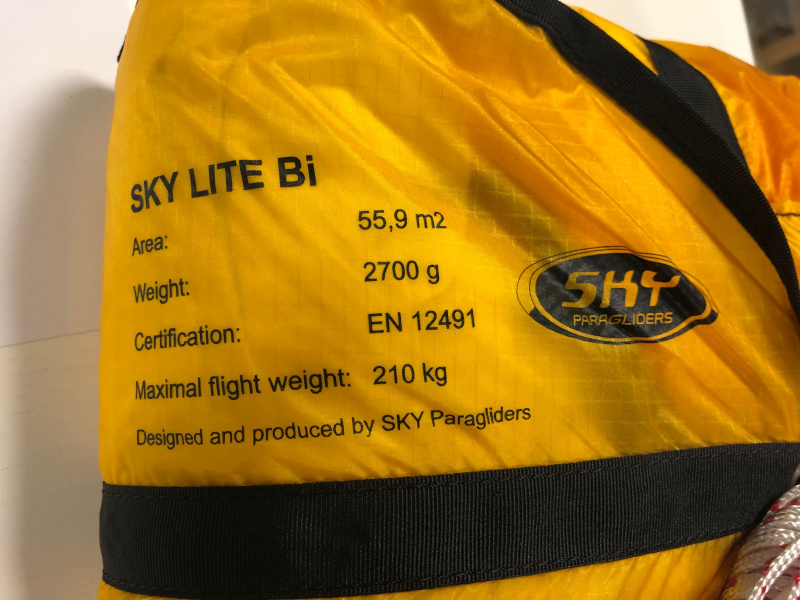 SKY LITE Bi
Area: 55,9 m2
Weight: 2700 g
Certification: EN 12491
Maximal flight weight: 210 kg
Designed and produced by SKY Paragliders
SKY
PARAGLIDERS